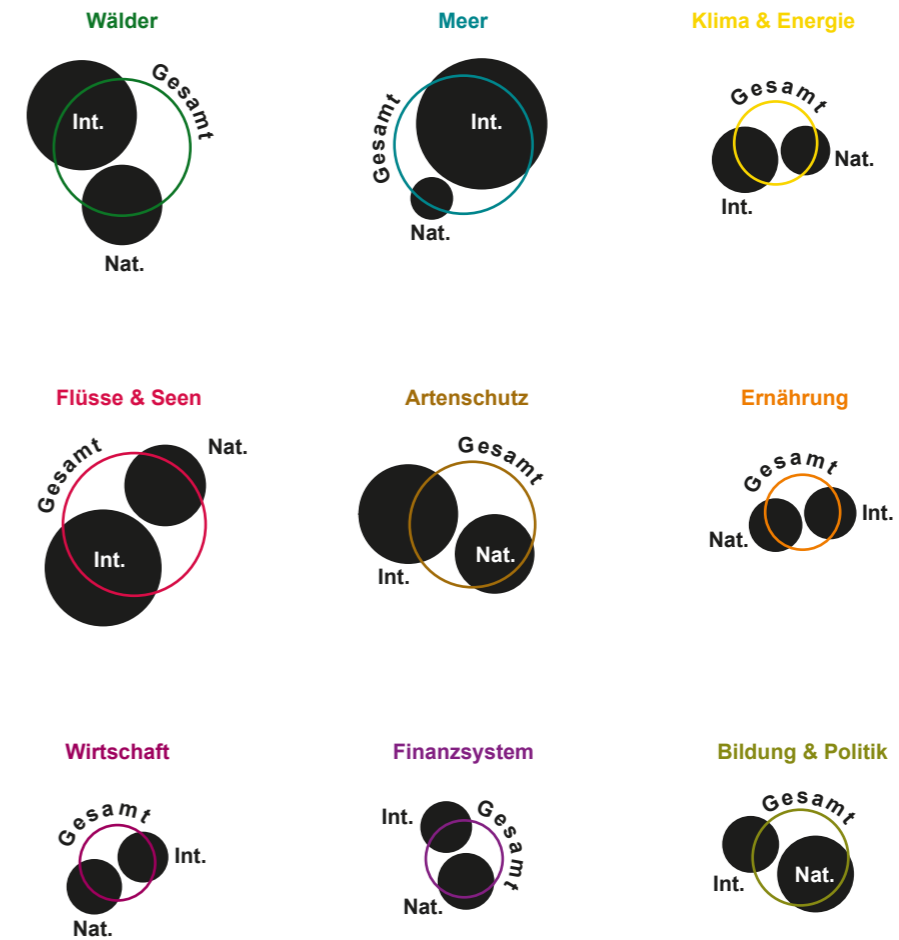 Wälder
Gesamt
Int.
Nat.
Meer
Gesamt
Int.
Nat.
Klima & Energie
Gesamt
Nat.
Int.
Flüsse & Seen
Gesamt
Nat.
Int.
Artenschutz
Gesamt
Nat.
Int.
Ernährung
Gesamt
Int.
Nat.
Wirtschaft
Gesamt
Int.
Nat.
Finanzsystem
Int.
Gesamt
Nat.
Bildung & Politik
Gesamt
Int.
Nat.